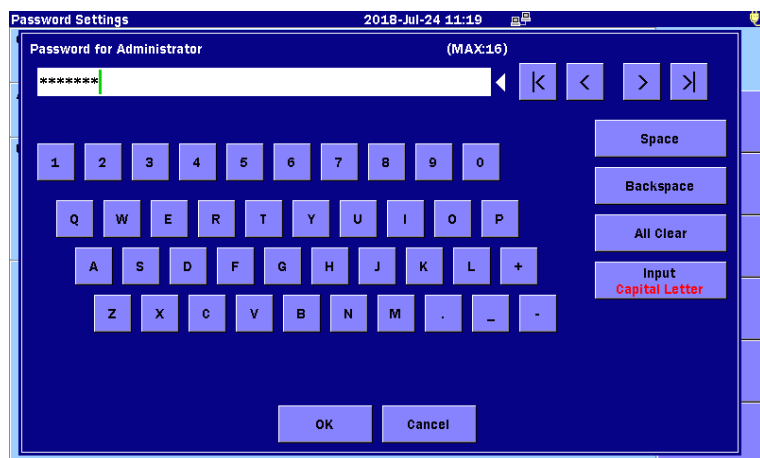 Password Settings 2018-Jul-24 11:19
Password for Administrator (MAX:16)
*******
|< < > >|
Space
1 2 3 4 5 6 7 8 9 0
Backspace
Q W E R T Y U I O P
All Clear
A S D F G H J K L +
Input
Capital Letter
Z X C V B N M . _ -
OK Cancel